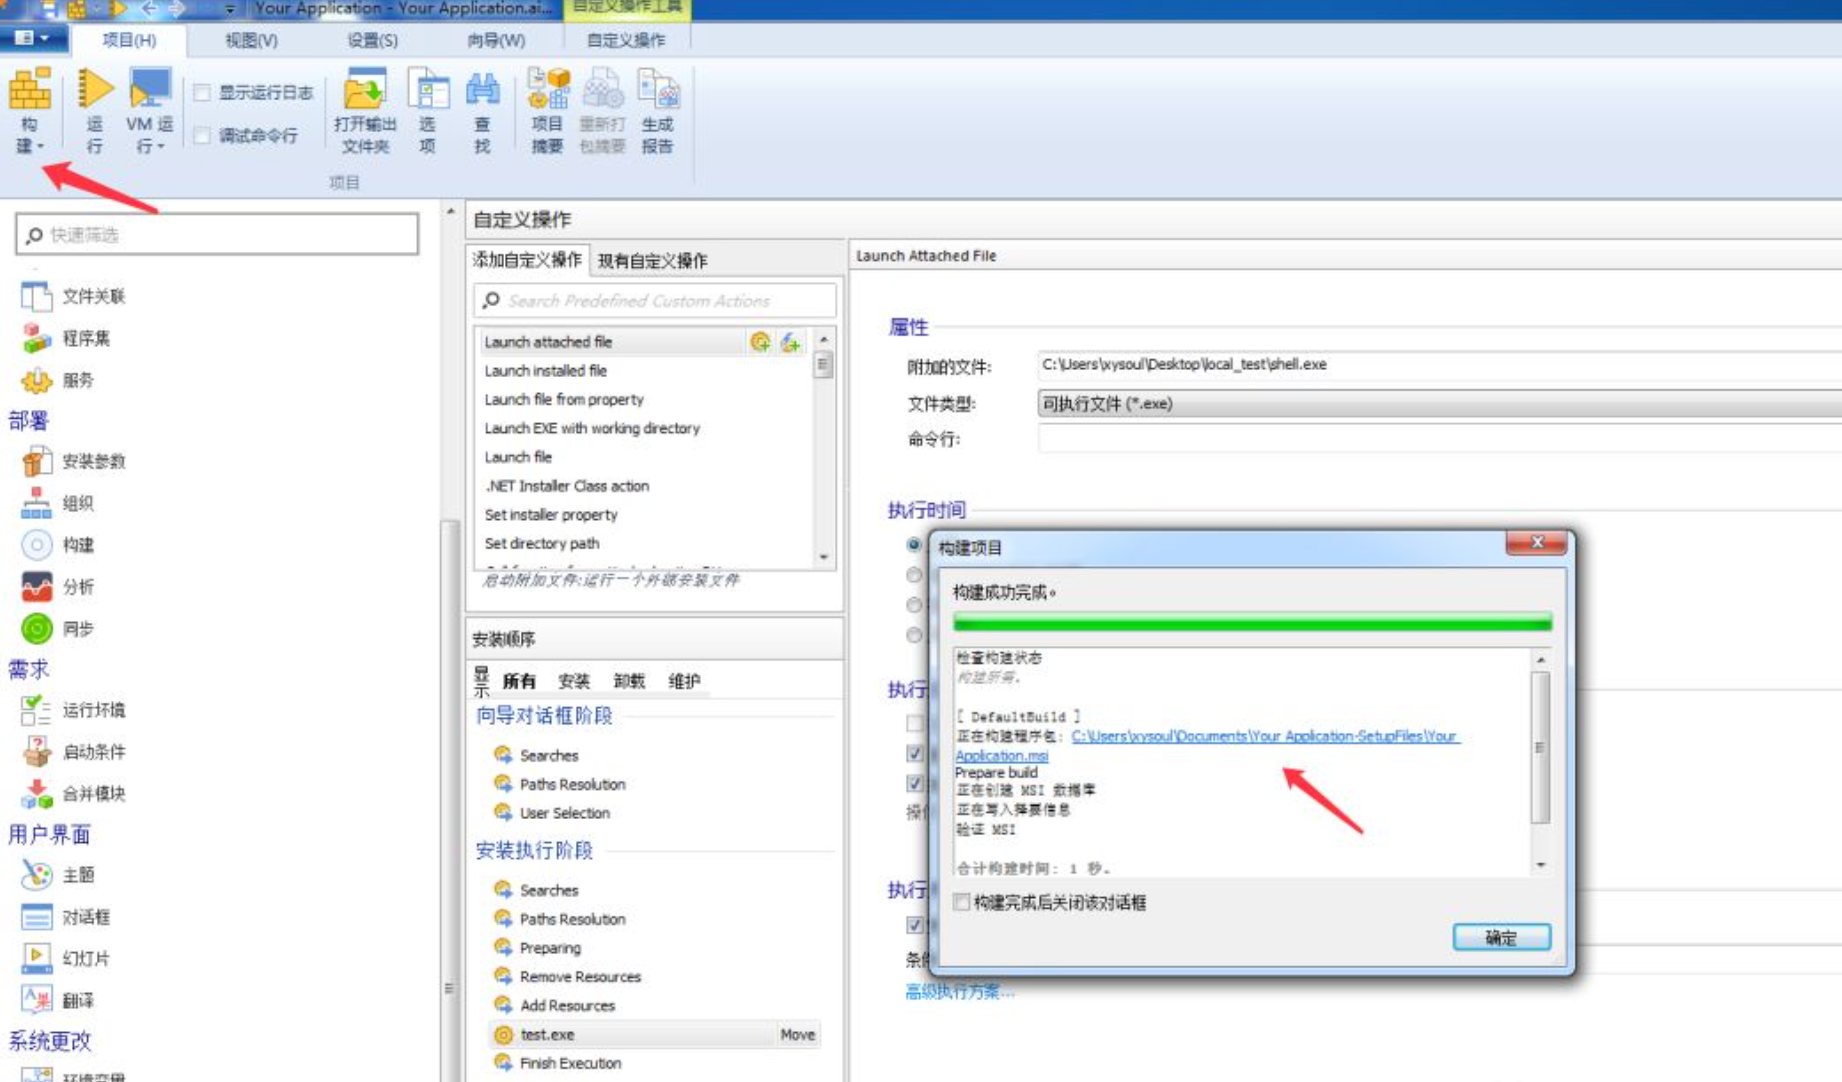 Your Application - Your Application.ai...
自定义操作工具
项目(H)
视图(V)
设置(S)
向导(W)
自定义操作
构建
运行
VM 运行
显示运行日志
调试命令行
打开输出文件夹
选项
查找
项目摘要
重新打包摘要
生成报告
项目
快速筛选
文件关联
程序集
服务
部署
安装参数
组织
构建
分析
同步
需求
运行环境
启动条件
合并模块
用户界面
主题
对话框
幻灯片
翻译
系统更改
环境变量
自定义操作
添加自定义操作
现有自定义操作
Search Predefined Custom Actions
Launch attached file
Launch installed file
Launch file from property
Launch EXE with working directory
Launch file
.NET Installer Class action
Set installer property
Set directory path
启动附加文件:运行一个外部安装文件
安装顺序
显示
所有
安装
卸载
维护
向导对话框阶段
Searches
Paths Resolution
User Selection
安装执行阶段
Searches
Paths Resolution
Preparing
Remove Resources
Add Resources
test.exe
Move
Finish Execution
Launch Attached File
属性
附加的文件:
C:\Users\xysoul\Desktop\local_test\shell.exe
文件类型:
可执行文件 (*.exe)
命令行:
执行时间
执行
操
执行
条件
高级执行方案...
构建项目
构建成功完成。
检查构建状态
构建所需.
[ DefaultBuild ]
正在构建程序包: C:\Users\xysoul\Documents\Your Application-SetupFiles\Your
Application.msi
Prepare build
正在创建 MSI 数据库
正在写入择要信息
验证 MSI
合计构建时间: 1 秒.
构建完成后关闭该对话框
确定